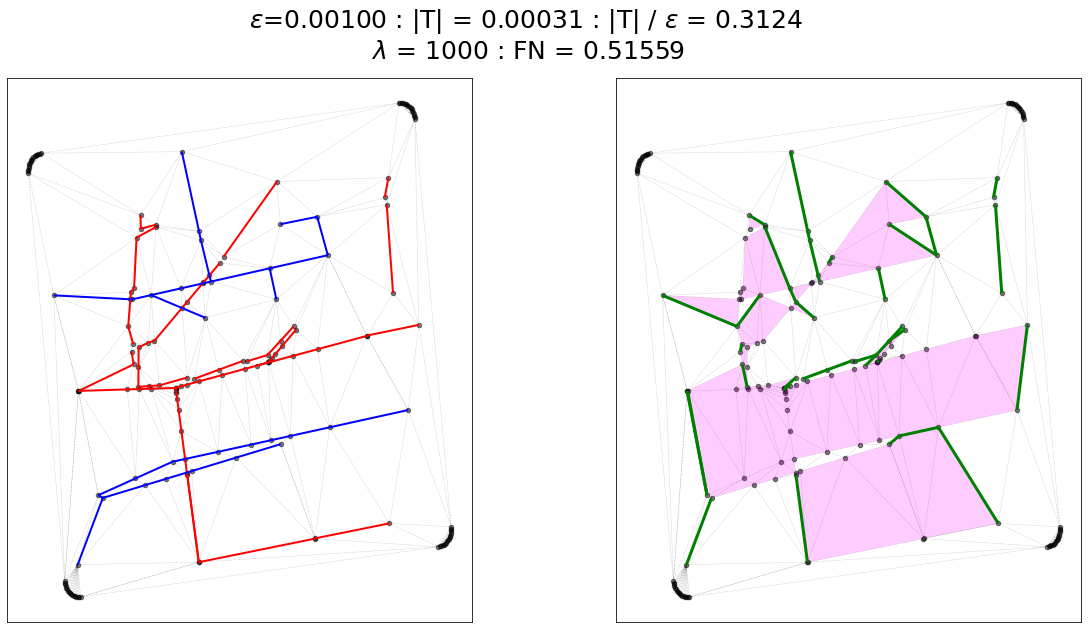 ε=0.00100 : |T| = 0.00031 : |T| / ε = 0.3124
λ = 1000 : FN = 0.51559